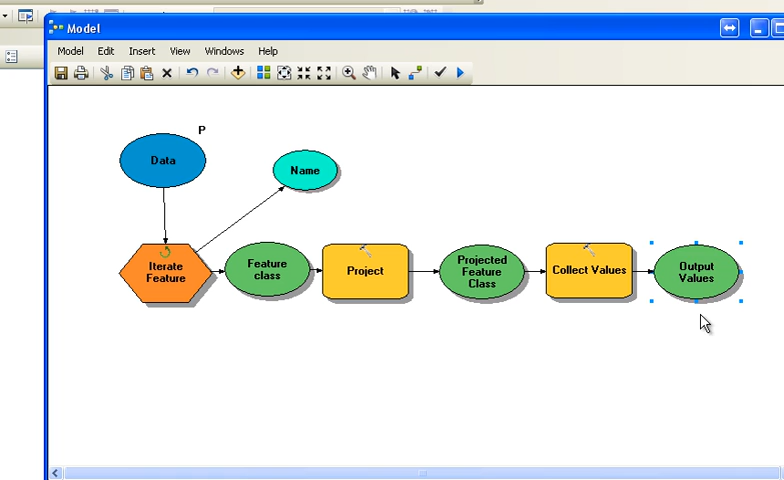 Model
Model Edit Insert View Windows Help
P
Data
Name
Iterate
Feature
Feature
class
Project
Projected
Feature
Class
Collect Values
Output
Values